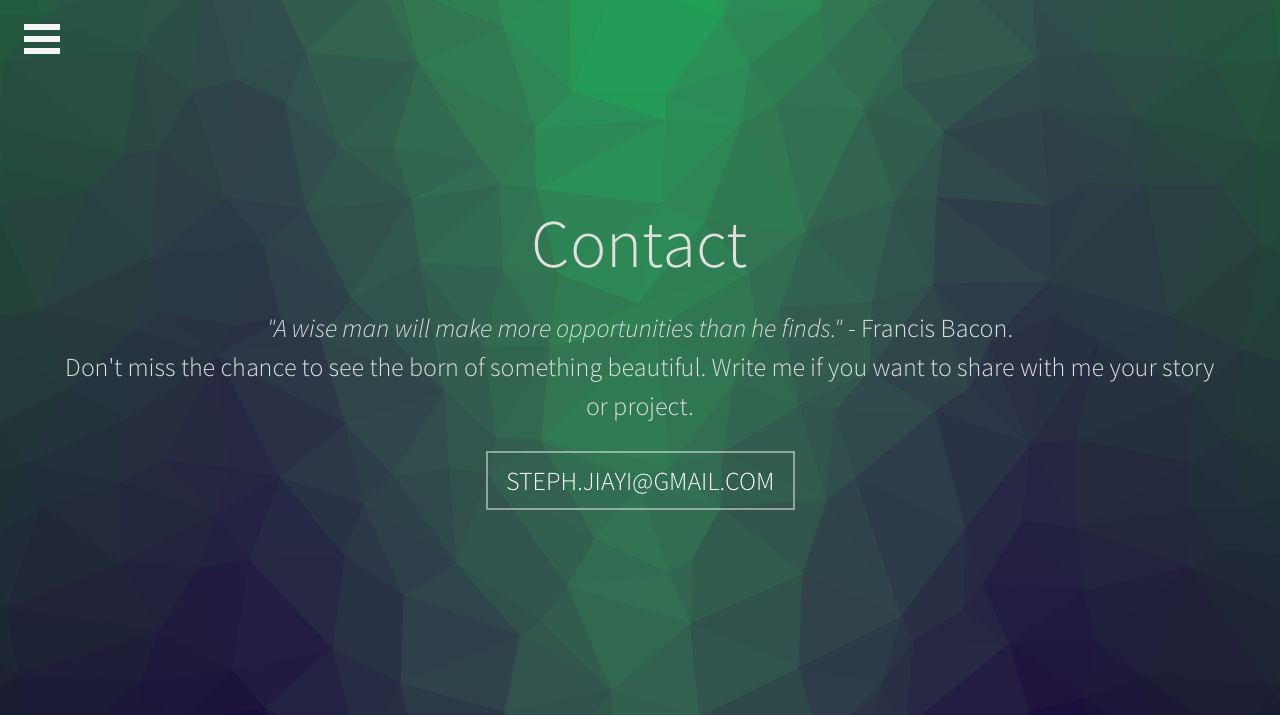 Contact
"A wise man will make more opportunities than he finds." - Francis Bacon.
Don't miss the chance to see the born of something beautiful. Write me if you want to share with me your story
or project.
STEPH.JIAYI@GMAIL.COM